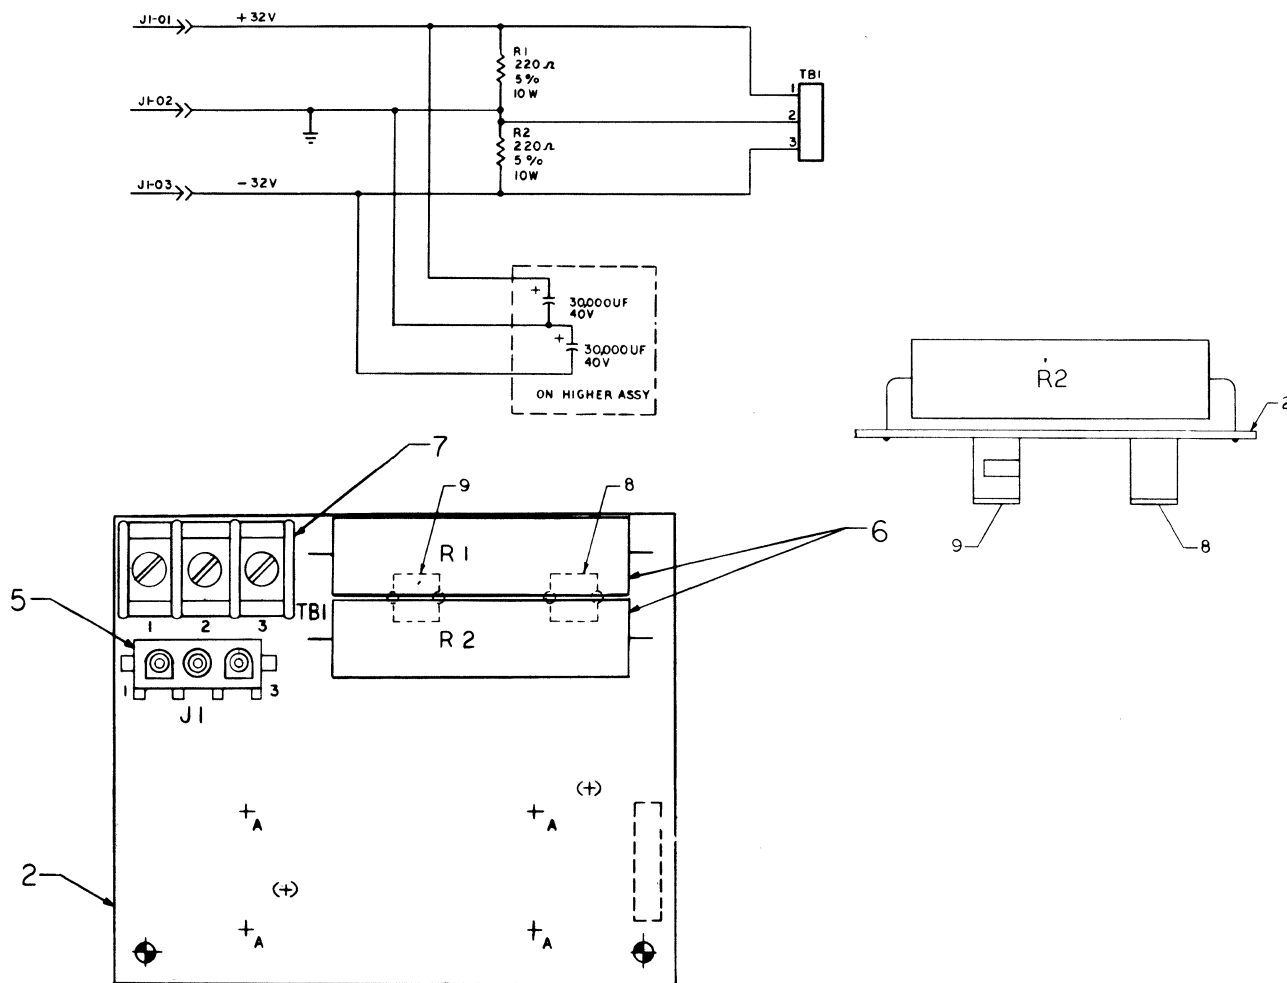 J1-01 +32V
R1
220Ω
5%
10W
TB1
1
J1-02
2
R2
220Ω
5%
10W
3
J1-03 -32V
+
30,000UF
40V
+
30,000UF
40V
ON HIGHER ASSY
R2
2
9
8
7
9
8
R1
6
5
TB1
1 2 3
R2
1 3
J1
(+)
A A
2
(+)
A A